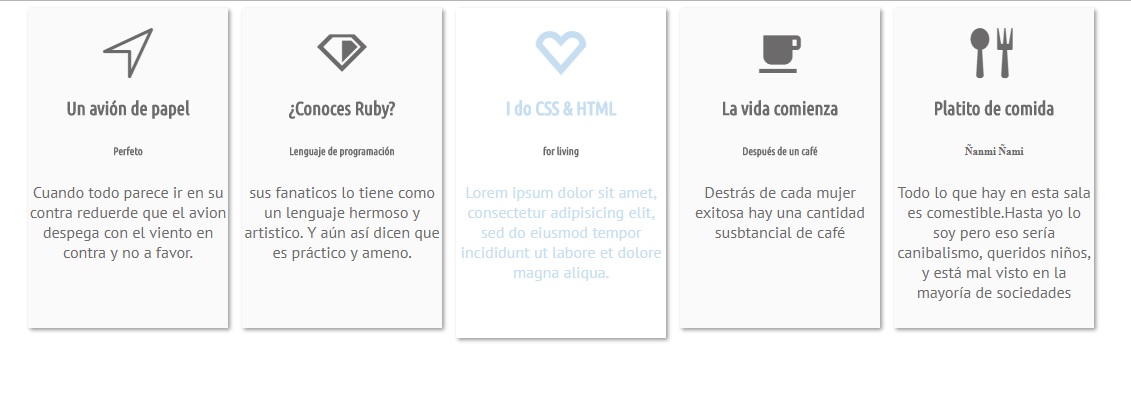 Un avión de papel
Perfeto
Cuando todo parece ir en su
contra reduerde que el avion
despega con el viento en
contra y no a favor.
¿Conoces Ruby?
Lenguaje de programación
sus fanaticos lo tiene como
un lenguaje hermoso y
artistico. Y aún así dicen que
es práctico y ameno.
I do CSS & HTML
for living
Lorem ipsum dolor sit amet,
consectetur adipisicing elit,
sed do eiusmod tempor
incididunt ut labore et dolore
magna aliqua.
La vida comienza
Después de un café
Destrás de cada mujer
exitosa hay una cantidad
susbtancial de café
Platito de comida
Ñanmi Ñami
Todo lo que hay en esta sala
es comestible.Hasta yo lo
soy pero eso sería
canibalismo, queridos niños,
y está mal visto en la
mayoría de sociedades